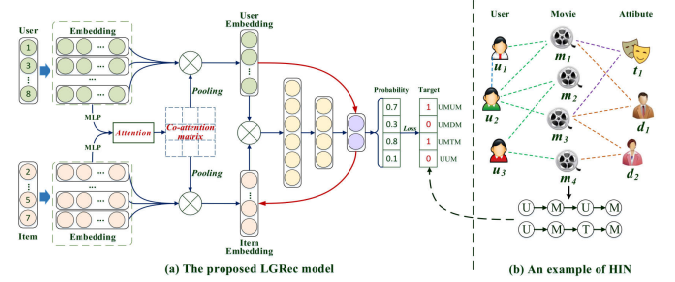 User
Embedding
1
3
8
...
...
...
...
MLP
Attention
Co-attention
matrix
Pooling
Pooling
MLP
2
5
7
...
...
...
...
Item
Embedding
User
Embedding
Item
Embedding
Probability
Target
0.7
0.3
0.8
0.1
Loss
1 UMUM
0 UMDM
1 UMTM
0 UUM
(a) The proposed LGRec model
User Movie Attibute
u1
m1
t1
u2
m2
d1
m3
u3
d2
m4
U M U M
U M T M
(b) An example of HIN